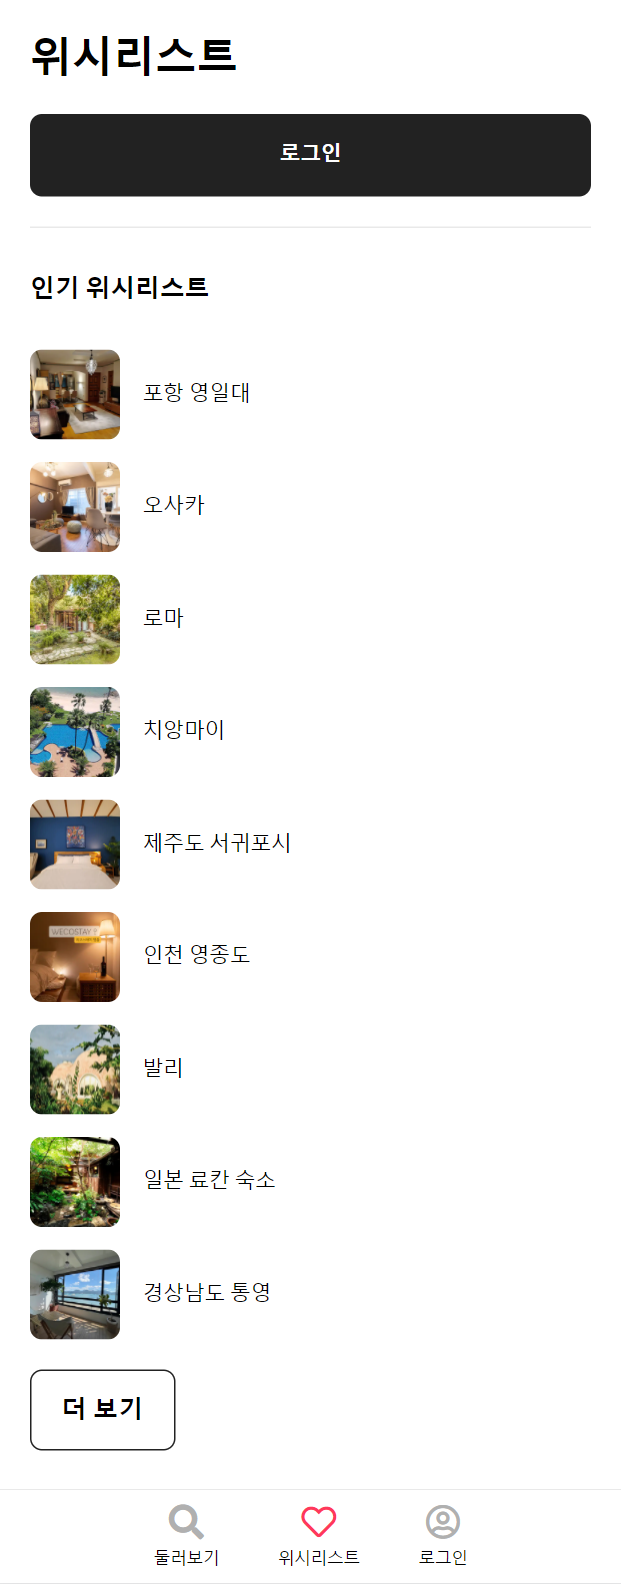 위시리스트
로그인
인기 위시리스트
포항 영일대
오사카
로마
치앙마이
제주도 서귀포시
인천 영종도
WECOSTAY
발리
일본 료칸 숙소
경상남도 통영
더 보기
둘러보기 위시리스트 로그인